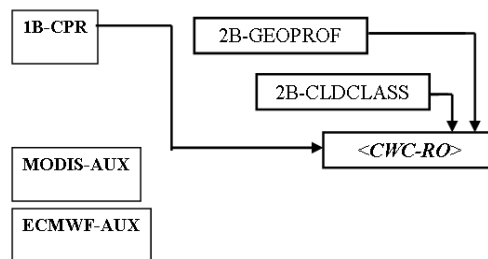 1B-CPR
2B-GEOPROF
2B-CLDCLASS
<CWC-RO>
MODIS-AUX
ECMWF-AUX